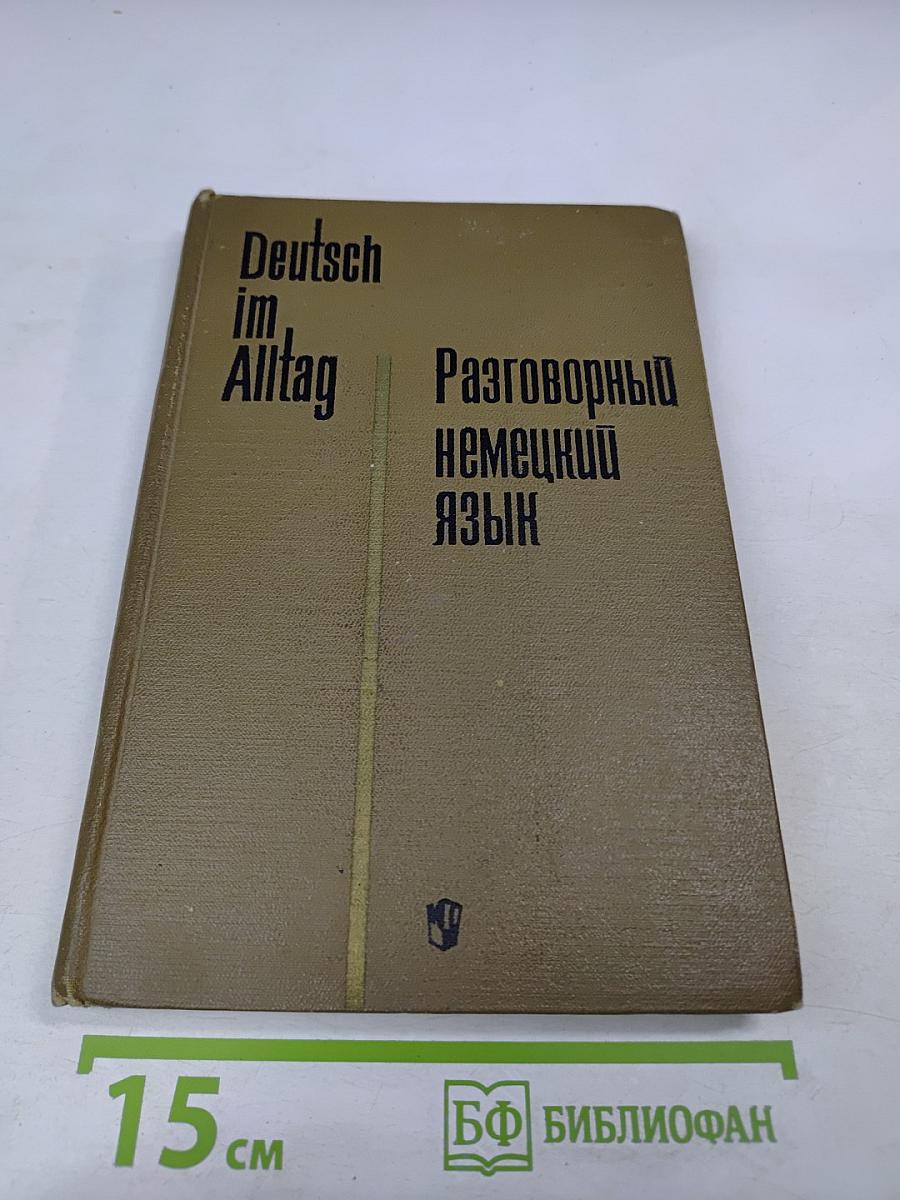 Deutsch
im
Alltag
Разговорный
немецкий
язык
15 см
БФ БИБЛИОФАН